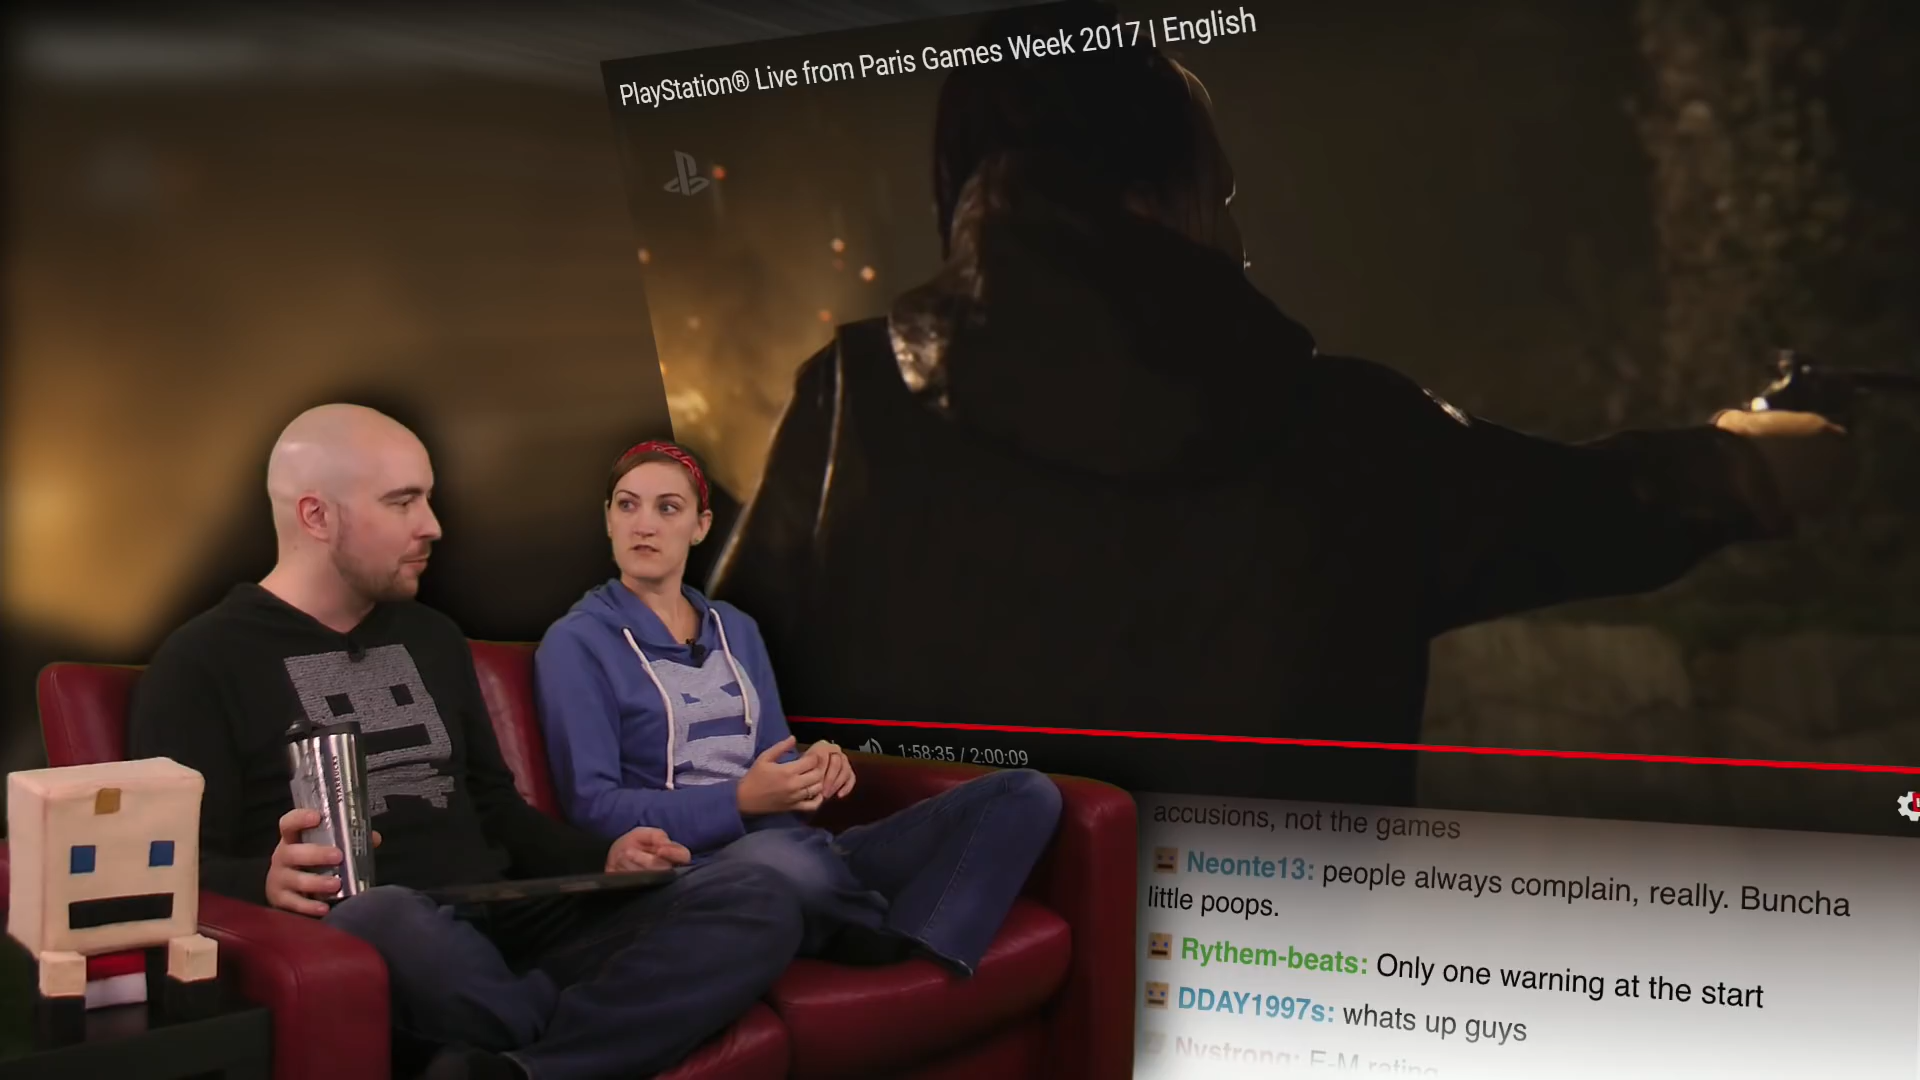 PlayStation® Live from Paris Games Week 2017 | English
1:58:35 / 2:00:09
accusions, not the games
Neonte13: people always complain, really. Buncha
little poops.
Rythem-beats: Only one warning at the start
DDAY1997s: whats up guys
Nystrong: E-M rating